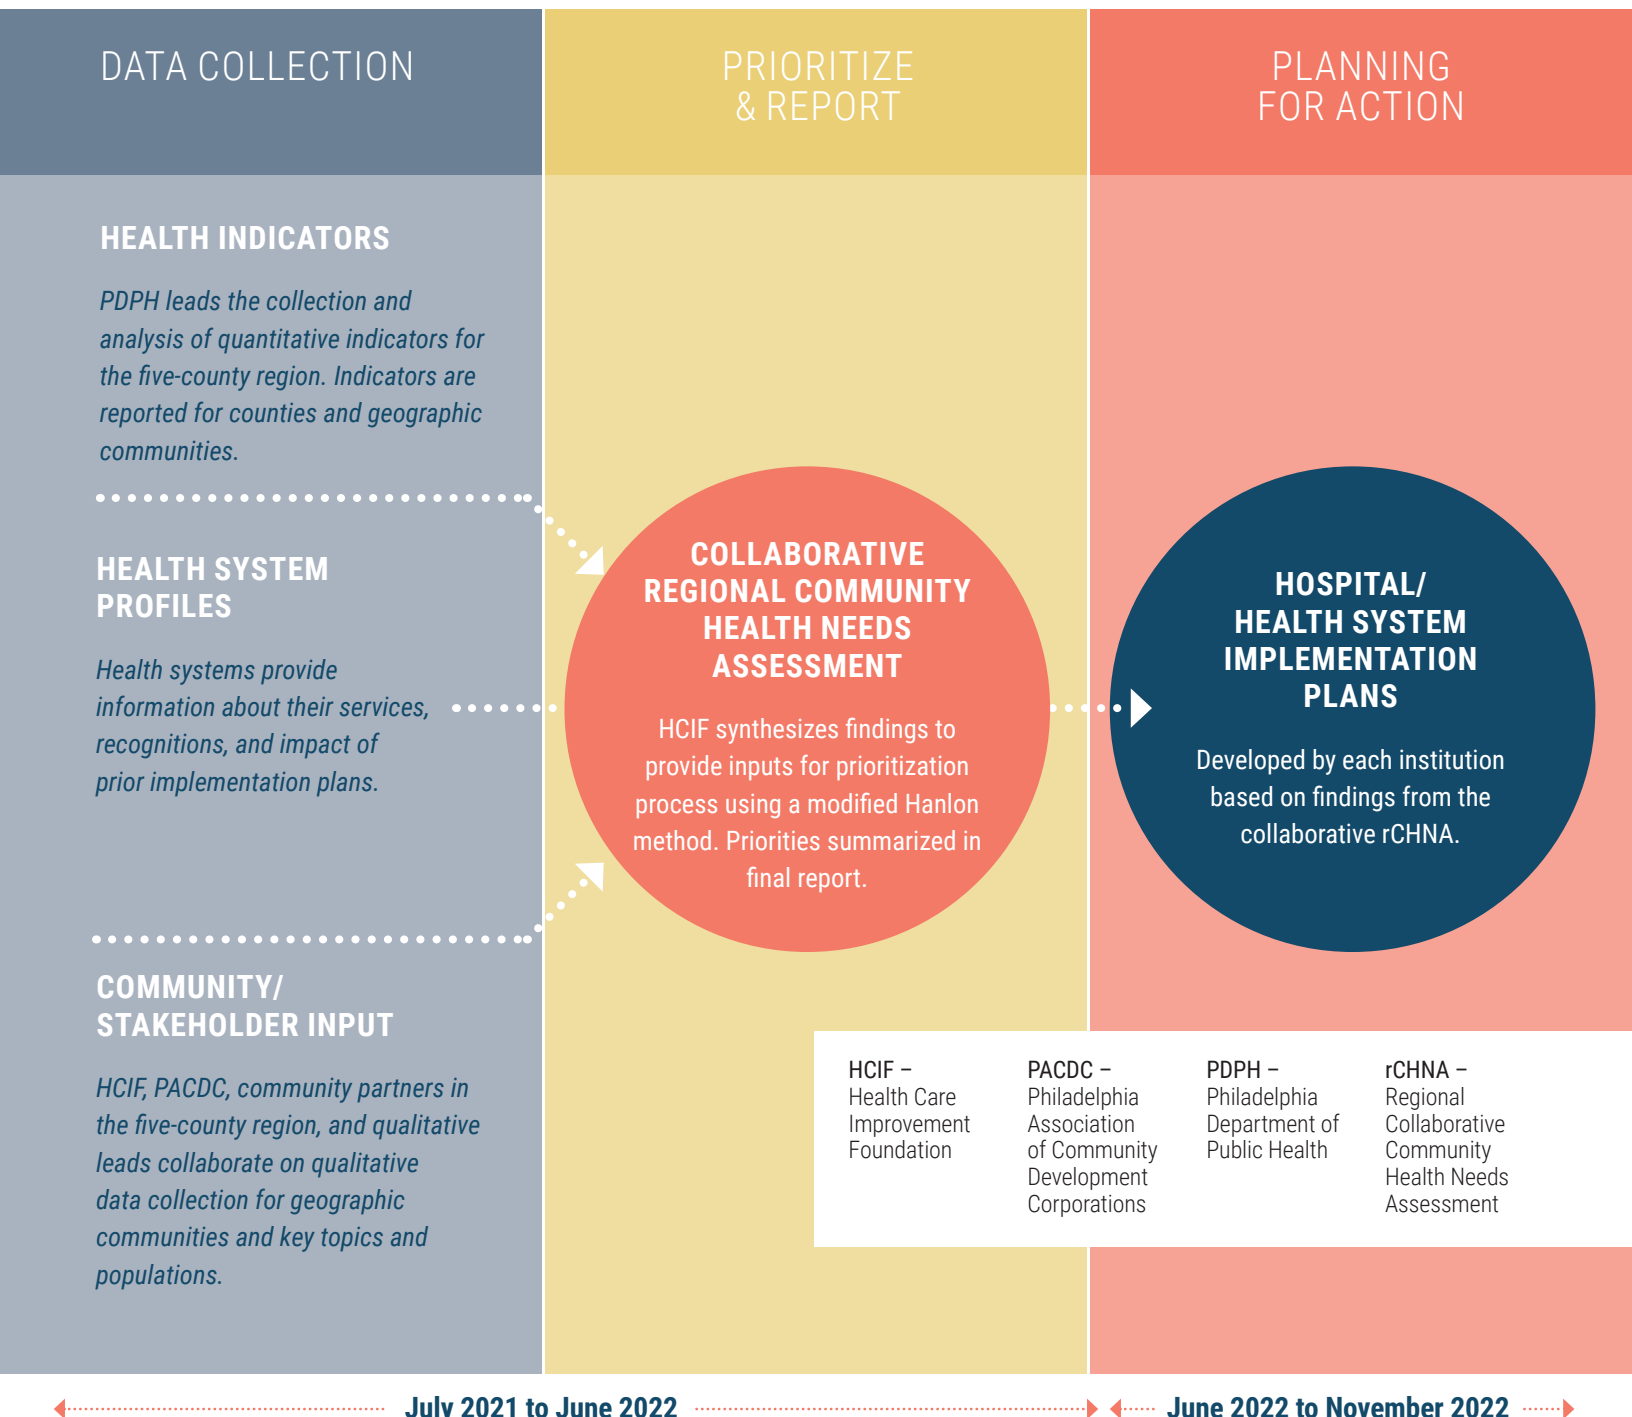 DATA COLLECTION
HEALTH INDICATORS
PDPH leads the collection and
analysis of quantitative indicators for
the five-county region. Indicators are
reported for counties and geographic
communities.
HEALTH SYSTEM
PROFILES
Health systems provide
information about their services,
recognitions, and impact of
prior implementation plans.
COMMUNITY/
STAKEHOLDER INPUT
HCIF, PACDC, community partners in
the five-county region, and qualitative
leads collaborate on qualitative
data collection for geographic
communities and key topics and
populations.
PRIORITIZE
& REPORT
COLLABORATIVE
REGIONAL COMMUNITY
HEALTH NEEDS
ASSESSMENT
HCIF synthesizes findings to
provide inputs for prioritization
process using a modified Hanlon
method. Priorities summarized in
final report.
PLANNING
FOR ACTION
HOSPITAL/
HEALTH SYSTEM
IMPLEMENTATION
PLANS
Developed by each institution
based on findings from the
collaborative rCHNA.
HCIF –
Health Care
Improvement
Foundation
PACDC –
Philadelphia
Association
of Community
Development
Corporations
PDPH –
Philadelphia
Department of
Public Health
rCHNA –
Regional
Collaborative
Community
Health Needs
Assessment
July 2021 to June 2022
June 2022 to November 2022